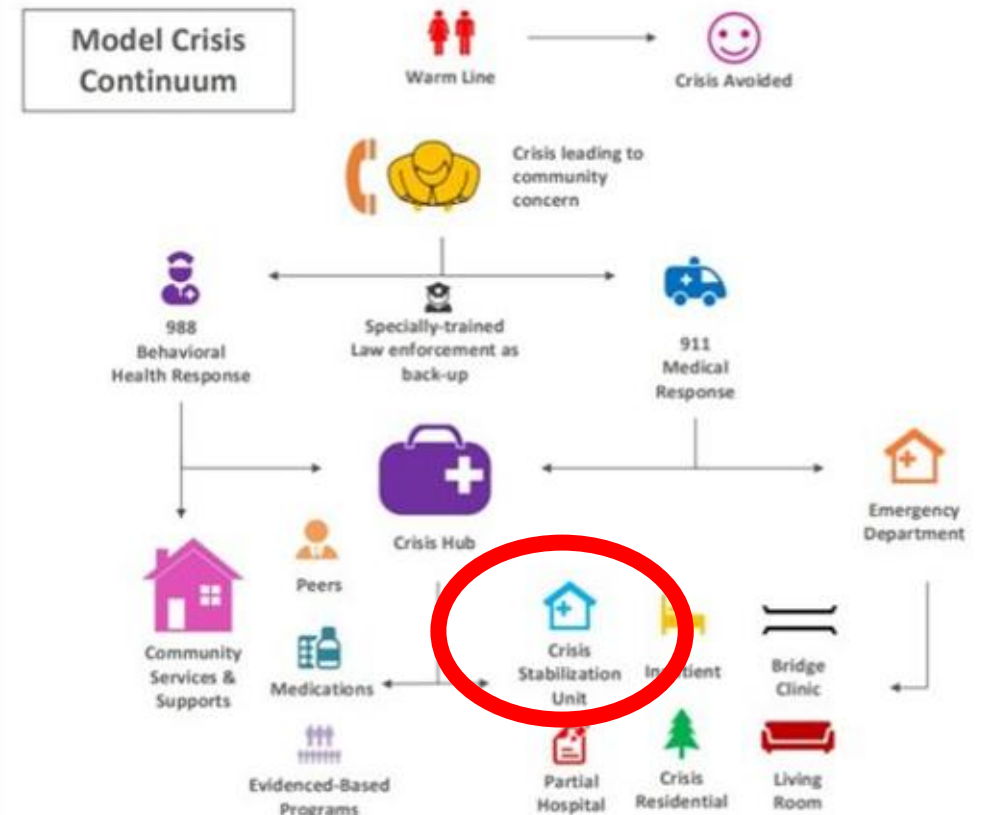 Model Crisis
Continuum
Warm Line
Crisis Avoided
Crisis leading to
community
concern
988
Behavioral
Health Response
Specially-trained
Law enforcement as
back-up
911
Medical
Response
Crisis Hub
Emergency
Department
Peers
Community
Services &
Supports
Medications
Crisis
Stabilization
Unit
Inpatient
Bridge
Clinic
Evidenced-Based
Programs
Partial
Hospital
Crisis
Residential
Living
Room